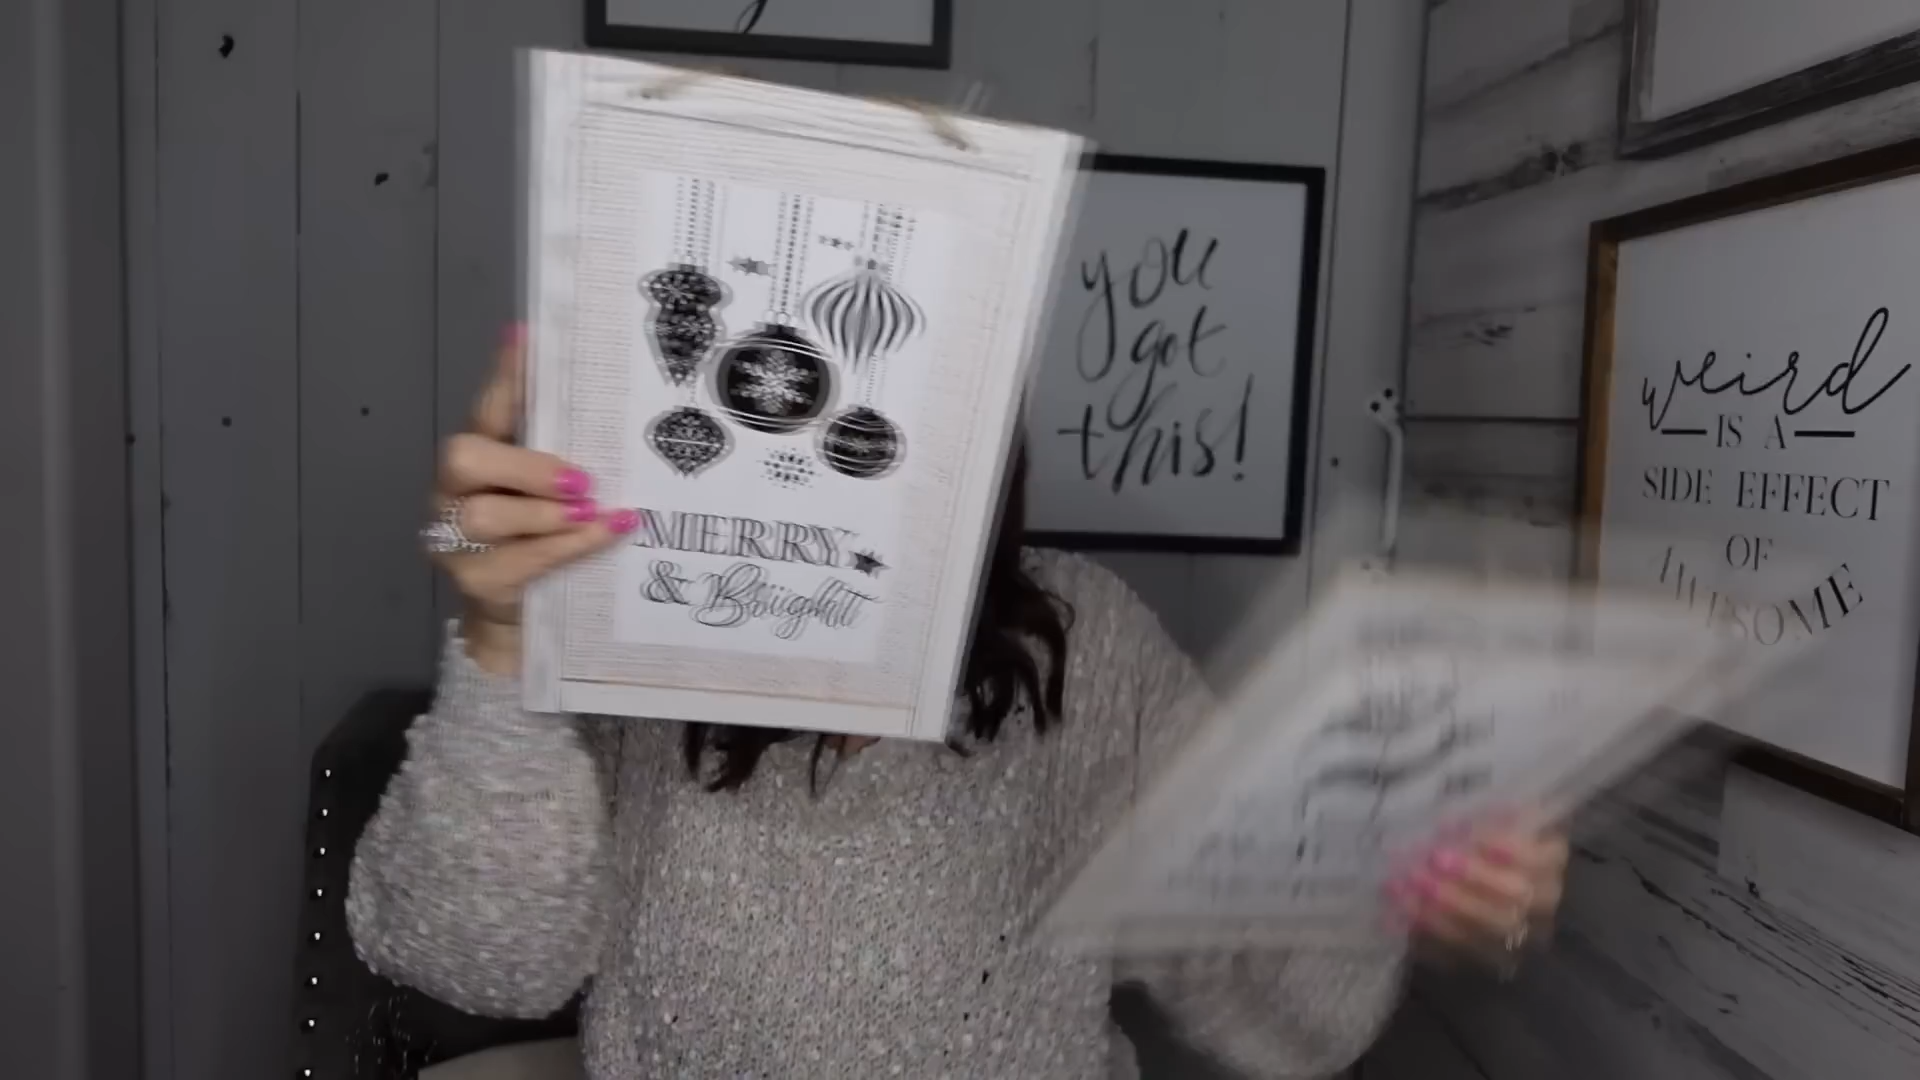 MERRY
& Bright
you
got
this!
weird
IS A
SIDE EFFECT
OF
AWESOME